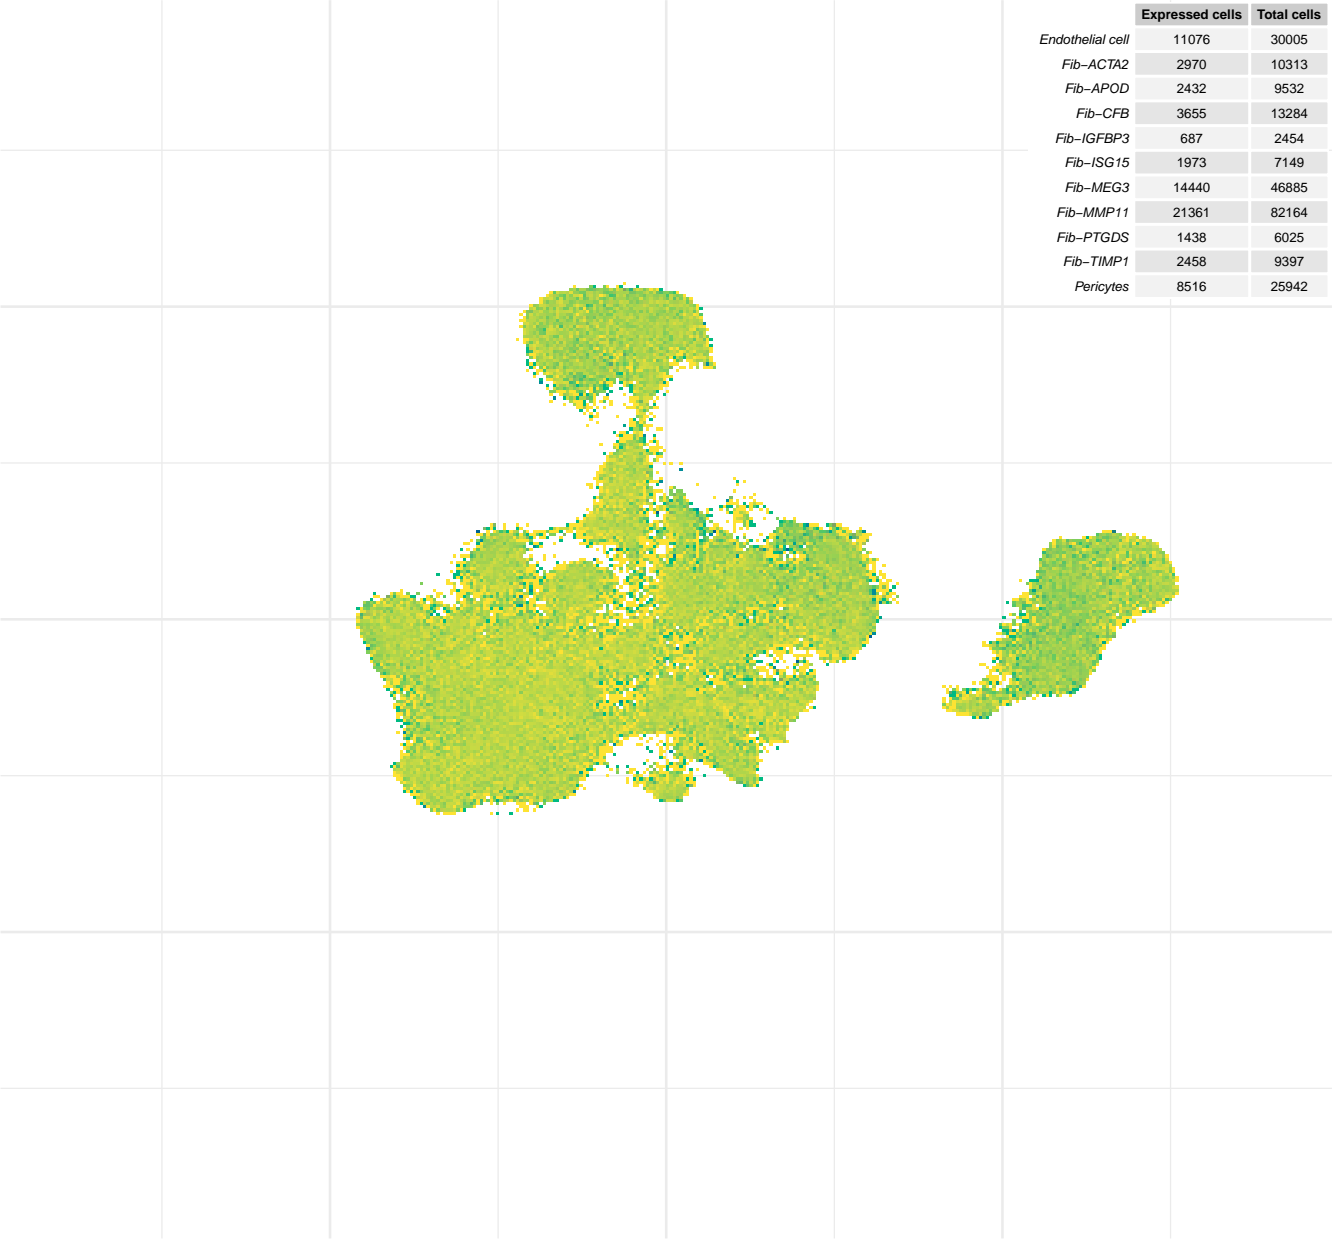 Expressed cells Total cells
Endothelial cell 11076 30005
Fib−ACTA2 2970 10313
Fib−APOD 2432 9532
Fib−CFB 3655 13284
Fib−IGFBP3 687 2454
Fib−ISG15 1973 7149
Fib−MEG3 14440 46885
Fib−MMP11 21361 82164
Fib−PTGDS 1438 6025
Fib−TIMP1 2458 9397
Pericytes 8516 25942